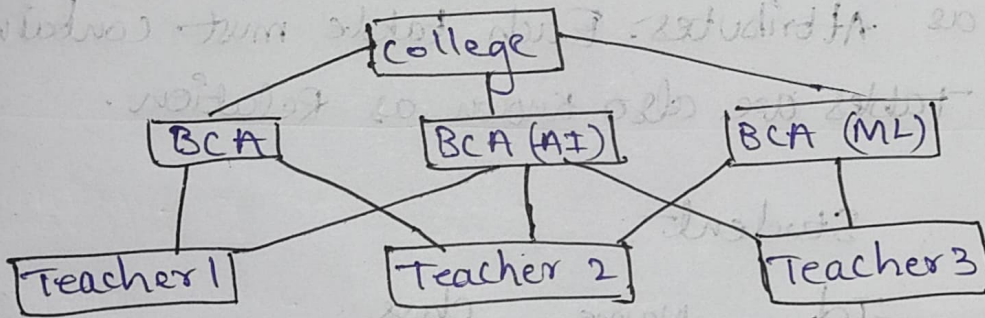 college
BCA BCA (AI) BCA (ML)
Teacher 1 Teacher 2 Teacher 3